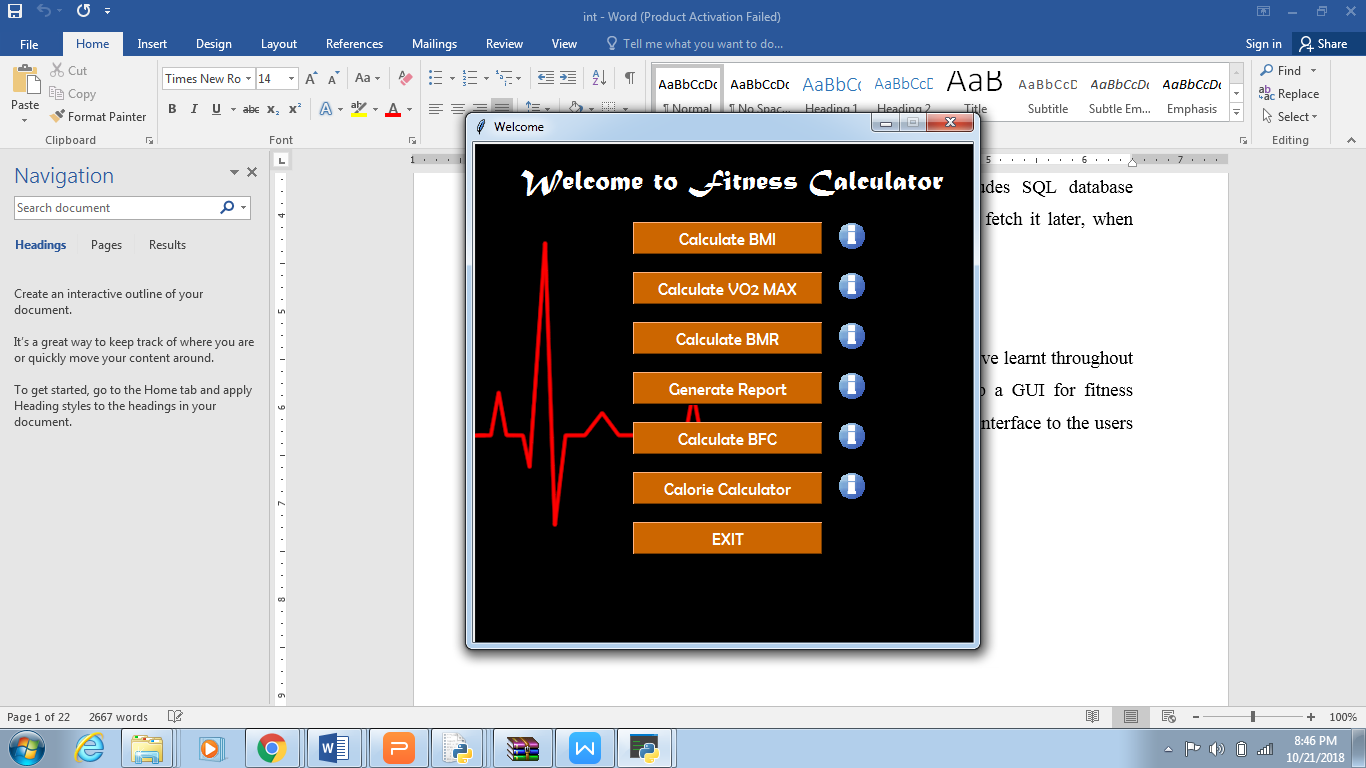 int - Word (Product Activation Failed)
File Home Insert Design Layout References Mailings Review View Tell me what you want to do... Sign in Share
Paste
Cut
Copy
Format Painter
Clipboard
Times New Ro 14
Font
AaBbCcDc AaBbCcDc AaBbCc AaBbCcD AaB AaBbCcD AaBbCcDc AaBbCcDc
¶ Normal ¶ No Spac... Heading 1 Heading 2 Title Subtitle Subtle Em... Emphasis
Find
Replace
Select
Editing
Navigation
Search document
Headings Pages Results
Create an interactive outline of your
document.
It's a great way to keep track of where you are
or quickly move your content around.
To get started, go to the Home tab and apply
Heading styles to the headings in your
document.
SQL database
fetch it later, when
ve learnt throughout
a GUI for fitness
nterface to the users
Welcome
Welcome to Fitness Calculator
Calculate BMI
Calculate VO2 MAX
Calculate BMR
Generate Report
Calculate BFC
Calorie Calculator
EXIT
Page 1 of 22 2667 words 100%
8:46 PM
10/21/2018